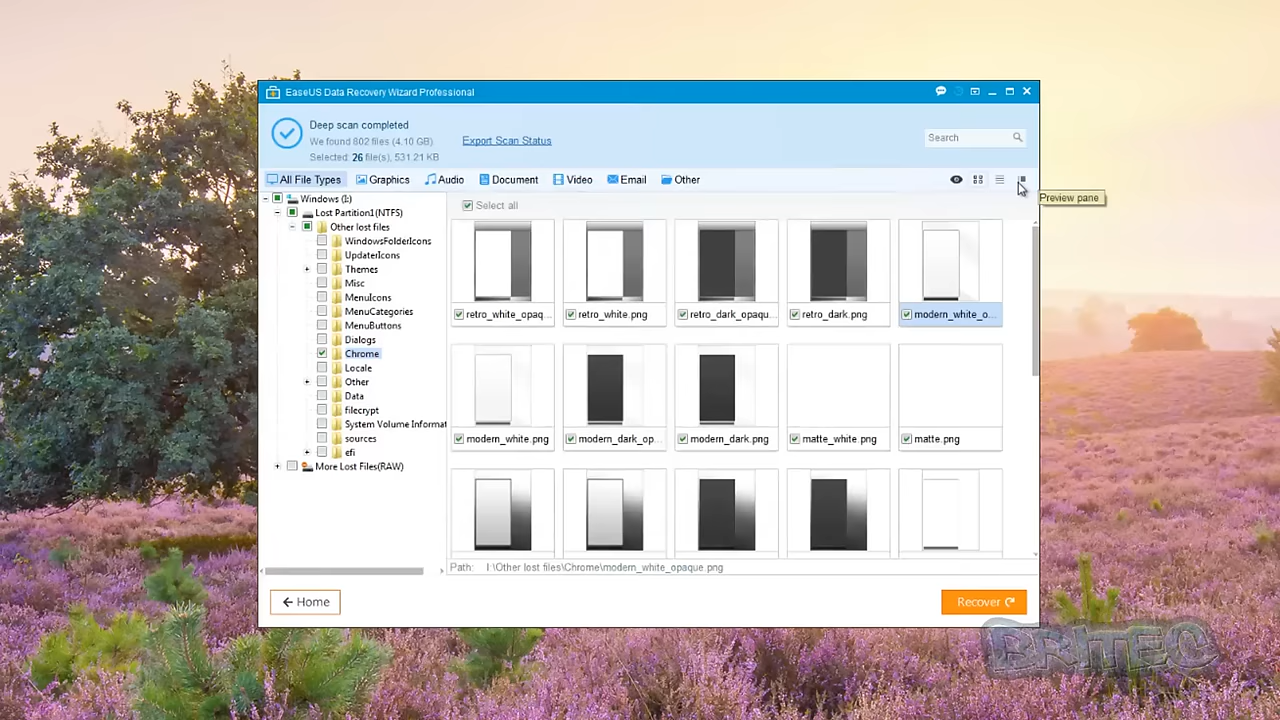 EaseUS Data Recovery Wizard Professional
Deep scan completed
We found 802 files (4.10 GB)
Selected: 26 file(s), 531.21 KB
Export Scan Status
Search
All File Types
Graphics
Audio
Document
Video
Email
Other
Preview pane
Windows (I:)
Lost Partition1(NTFS)
Other lost files
WindowsFolderIcons
UpdaterIcons
Themes
Misc
MenuIcons
MenuCategories
MenuButtons
Dialogs
Chrome
Locale
Other
Data
filecrypt
System Volume Informat
sources
efi
More Lost Files(RAW)
Select all
retro_white_opaq...
retro_white.png
retro_dark_opaqu...
retro_dark.png
modern_white_o...
modern_white.png
modern_dark_op...
modern_dark.png
matte_white.png
matte.png
Path: I:\Other lost files\Chrome\modern_white_opaque.png
Home
Recover
BRITEC